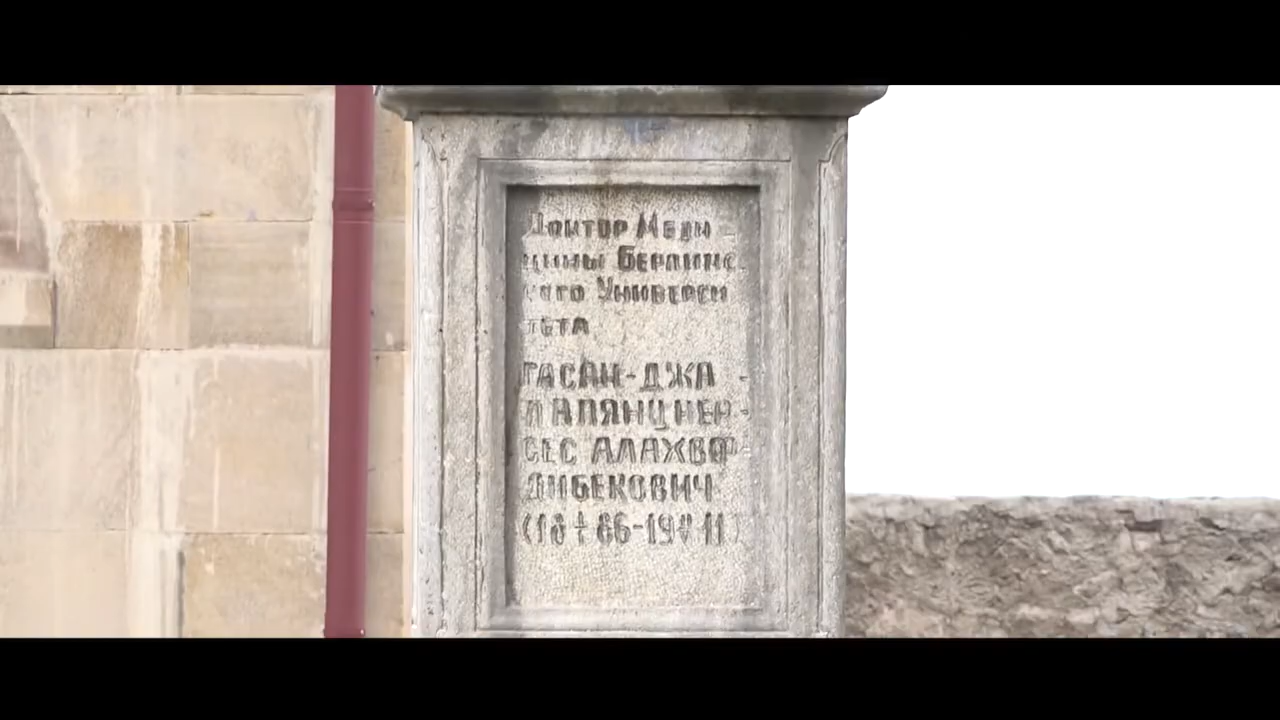 Доктор Меди-
цины Берлинс-
кого Универси
тета
ГАСАН-ДЖА-
ЛАЛЯНЦ НЕР-
СЕС АЛАХВЕР-
ДИБЕКОВИЧ